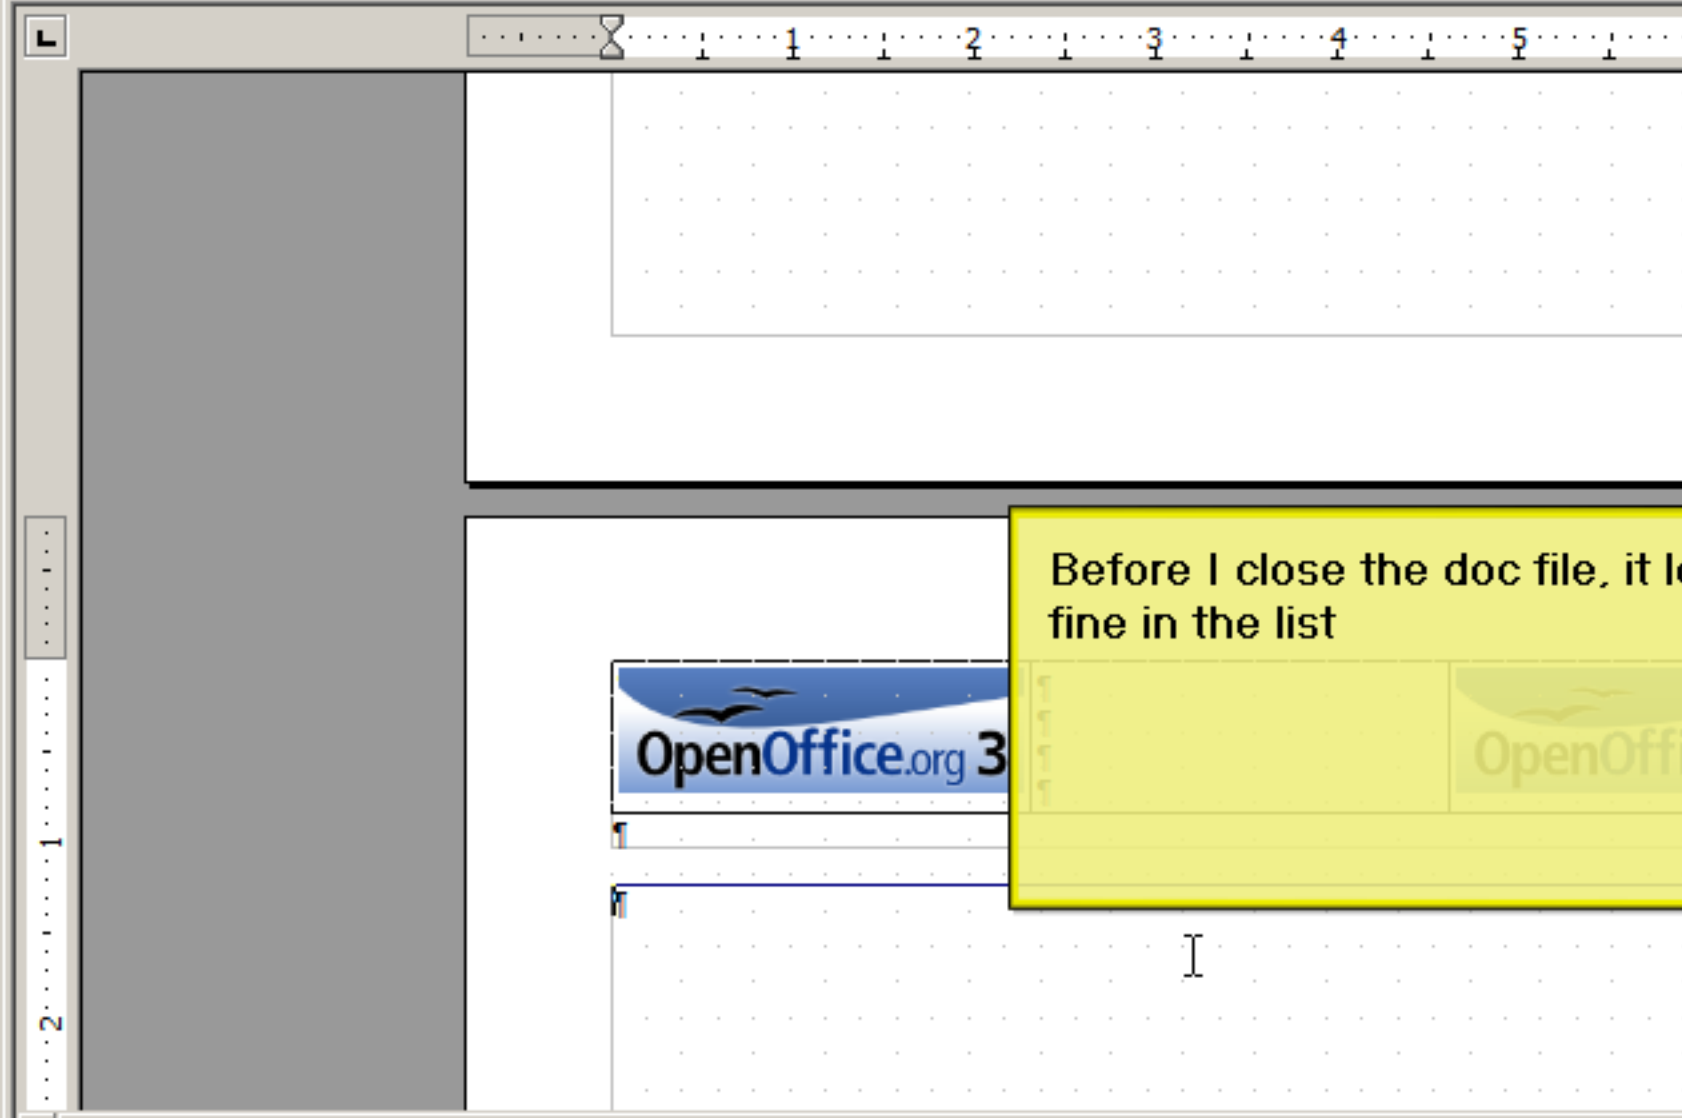 1 2 3 4 5
Before I close the doc file, it
fine in the list
OpenOffice.org 3
¶
¶
¶
¶
OpenOffi
¶
¶
1
2